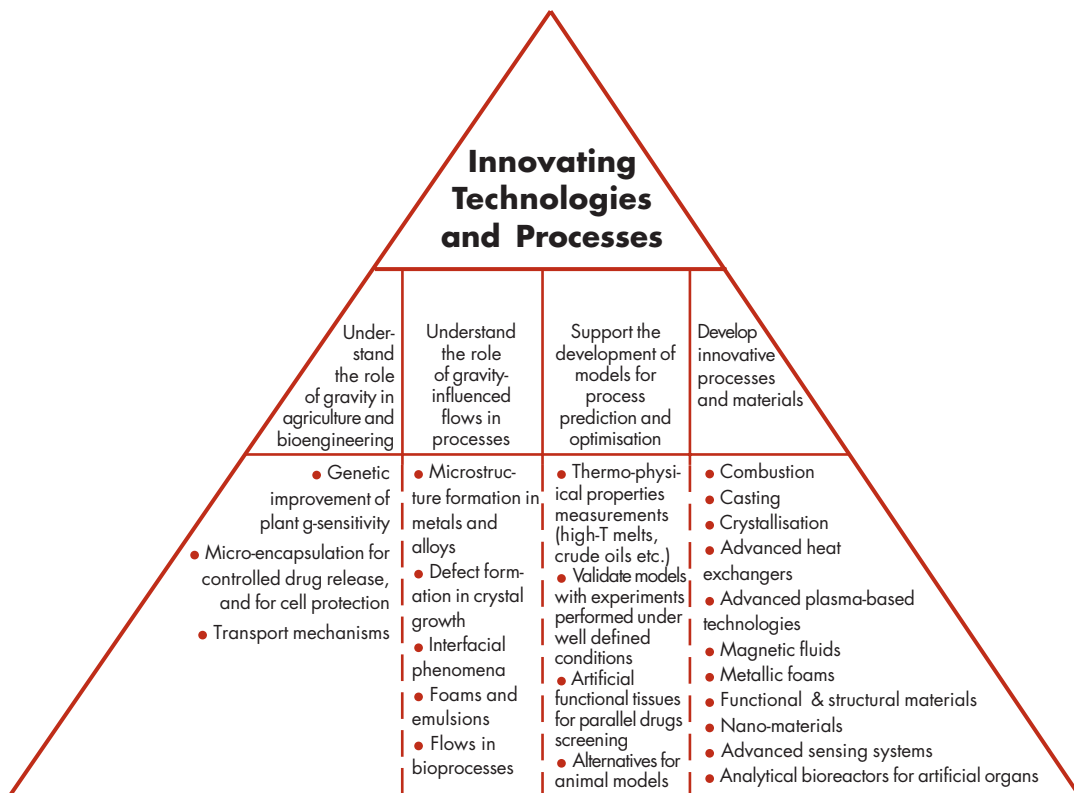 Innovating
Technologies
and Processes
Under-
stand
the role
of gravity in
agriculture and
bioengineering
Understand
the role
of gravity-
influenced
flows in
processes
Support the
development of
models for
process
prediction and
optimisation
Develop
innovative
processes
and materials
• Genetic
improvement of
plant g-sensitivity
• Micro-encapsulation for
controlled drug release,
and for cell protection
• Transport mechanisms
• Microstruc-
ture formation in
metals and
alloys
• Defect form-
ation in crystal
growth
• Interfacial
phenomena
• Foams and
emulsions
• Flows in
bioprocesses
• Thermo-phys-
ical properties
measurements
(high-T melts,
crude oils etc.)
• Validate models
with experiments
performed under
well defined
conditions
• Artificial
functional tissues
for parallel drugs
screening
• Alternatives for
animal models
• Combustion
• Casting
• Crystallisation
• Advanced heat
exchangers
• Advanced plasma-based
technologies
• Magnetic fluids
• Metallic foams
• Functional & structural materials
• Nano-materials
• Advanced sensing systems
• Analytical bioreactors for artificial organs